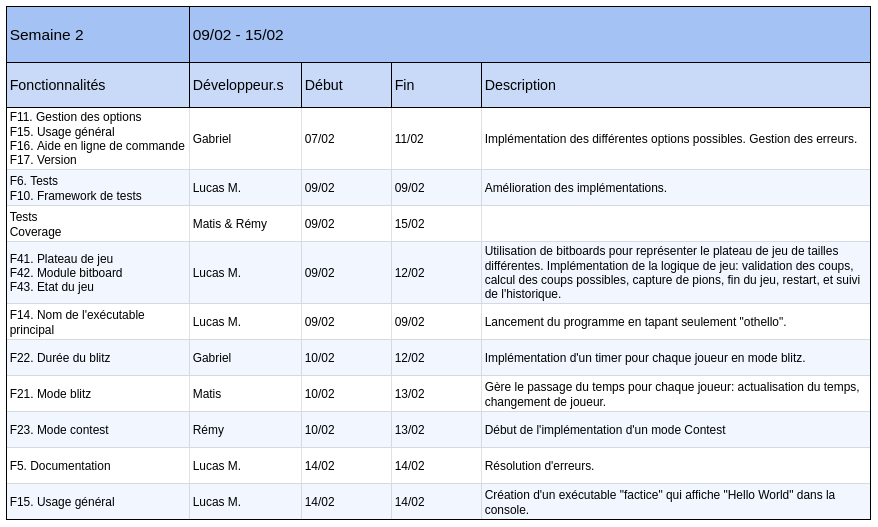 Semaine 2
09/02 - 15/02
Fonctionnalités
Développeur.s
Début
Fin
Description
F11. Gestion des options
F15. Usage général
F16. Aide en ligne de commande
F17. Version
Gabriel
07/02
11/02
Implémentation des différentes options possibles. Gestion des erreurs.
F6. Tests
F10. Framework de tests
Lucas M.
09/02
09/02
Amélioration des implémentations.
Tests
Coverage
Matis & Rémy
09/02
15/02
F41. Plateau de jeu
F42. Module bitboard
F43. Etat du jeu
Lucas M.
09/02
12/02
Utilisation de bitboards pour représenter le plateau de jeu de tailles
différentes. Implémentation de la logique de jeu: validation des coups,
calcul des coups possibles, capture de pions, fin du jeu, restart, et suivi
de l'historique.
F14. Nom de l'exécutable
principal
Lucas M.
09/02
09/02
Lancement du programme en tapant seulement "othello".
F22. Durée du blitz
Gabriel
10/02
12/02
Implémentation d'un timer pour chaque joueur en mode blitz.
F21. Mode blitz
Matis
10/02
13/02
Gère le passage du temps pour chaque joueur: actualisation du temps,
changement de joueur.
F23. Mode contest
Rémy
10/02
13/02
Début de l'implémentation d'un mode Contest
F5. Documentation
Lucas M.
14/02
14/02
Résolution d'erreurs.
F15. Usage général
Lucas M.
14/02
14/02
Création d'un exécutable "factice" qui affiche "Hello World" dans la
console.